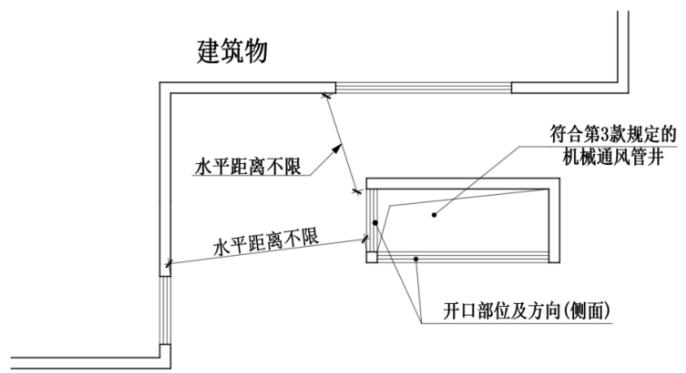 建筑物
符合第3款规定的
机械通风管井
水平距离不限
水平距离不限
开口部位及方向(侧面)